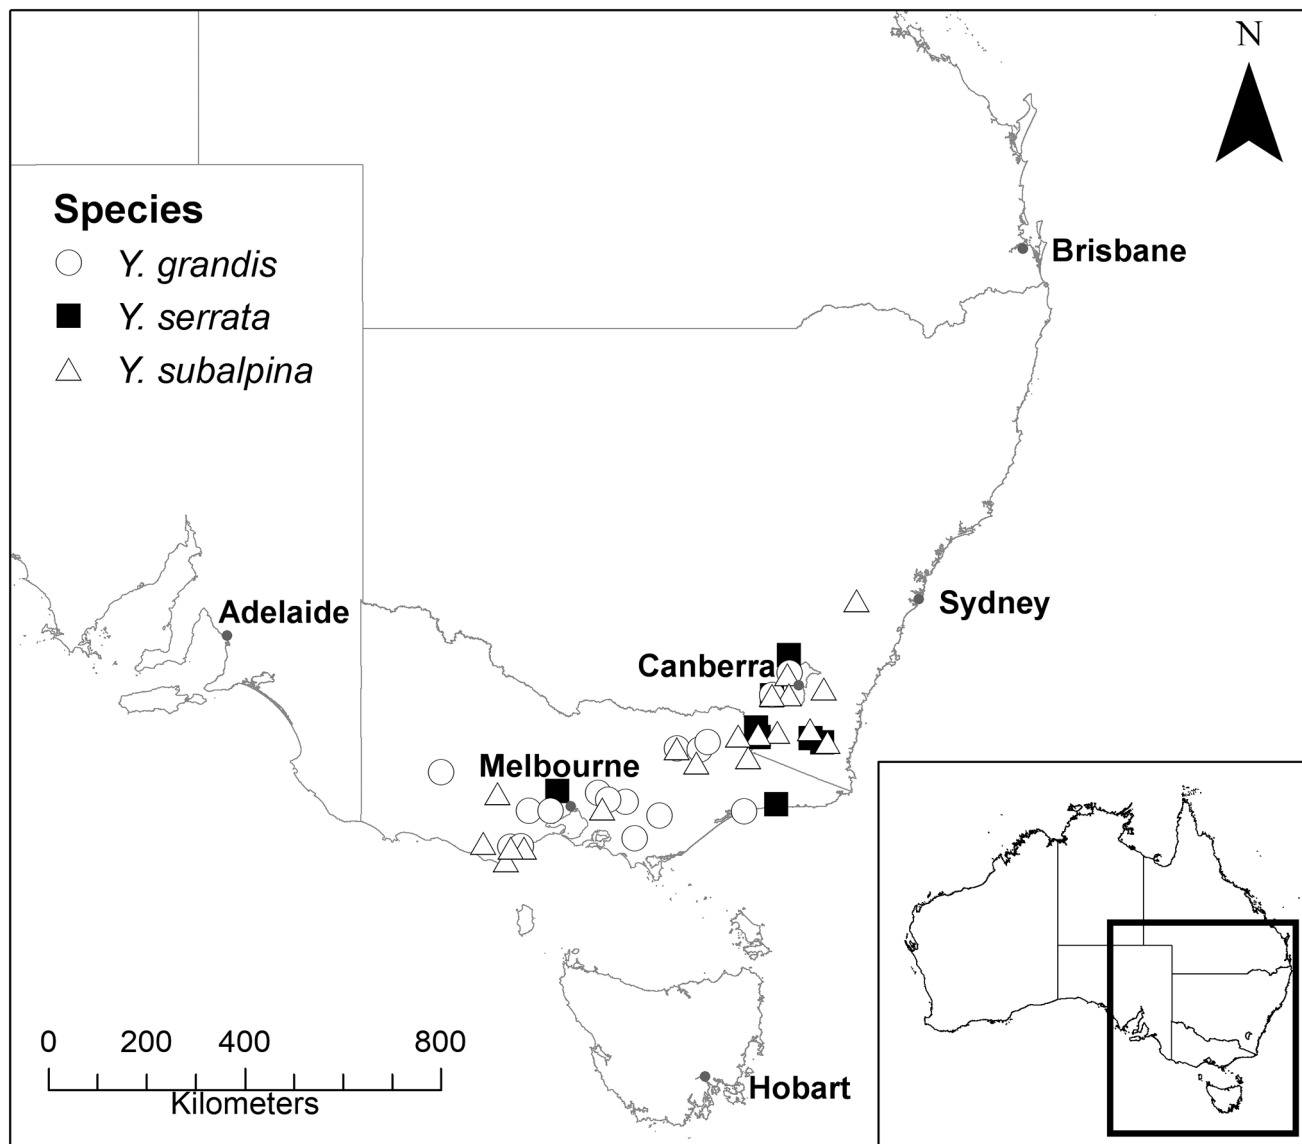 N
Species
Y. grandis
Y. serrata
Y. subalpina
Brisbane
Adelaide
Sydney
Canberra
Melbourne
0 200 400 800
Kilometers
Hobart